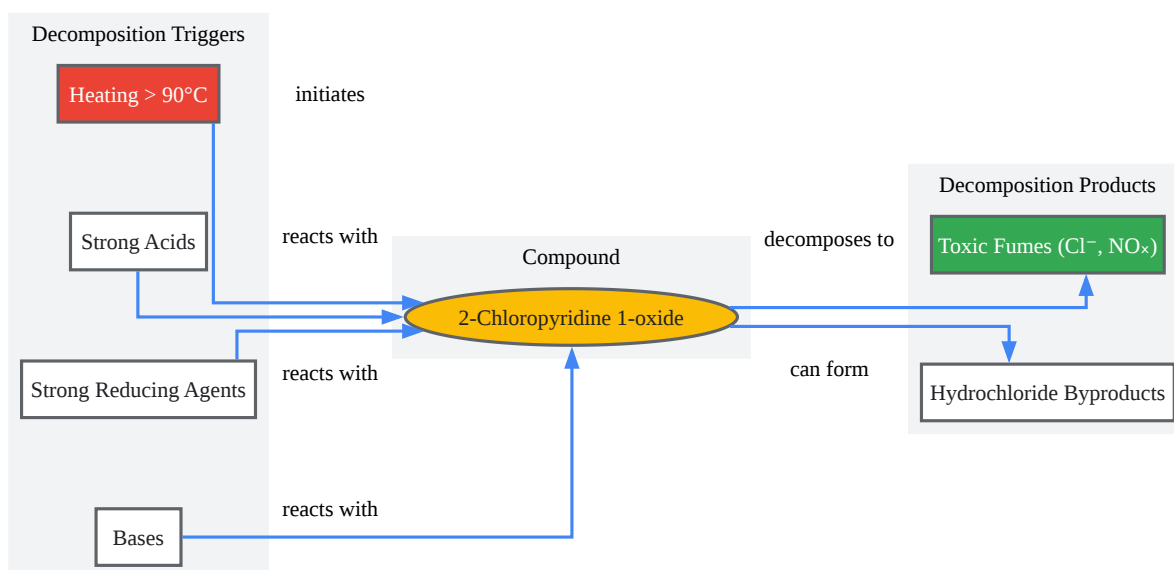 Decomposition Triggers
Heating > 90°C
initiates
Strong Acids
reacts with
Strong Reducing Agents
reacts with
Bases
reacts with
Compound
2-Chloropyridine 1-oxide
decomposes to
can form
Decomposition Products
Toxic Fumes (Cl⁻, NOₓ)
Hydrochloride Byproducts